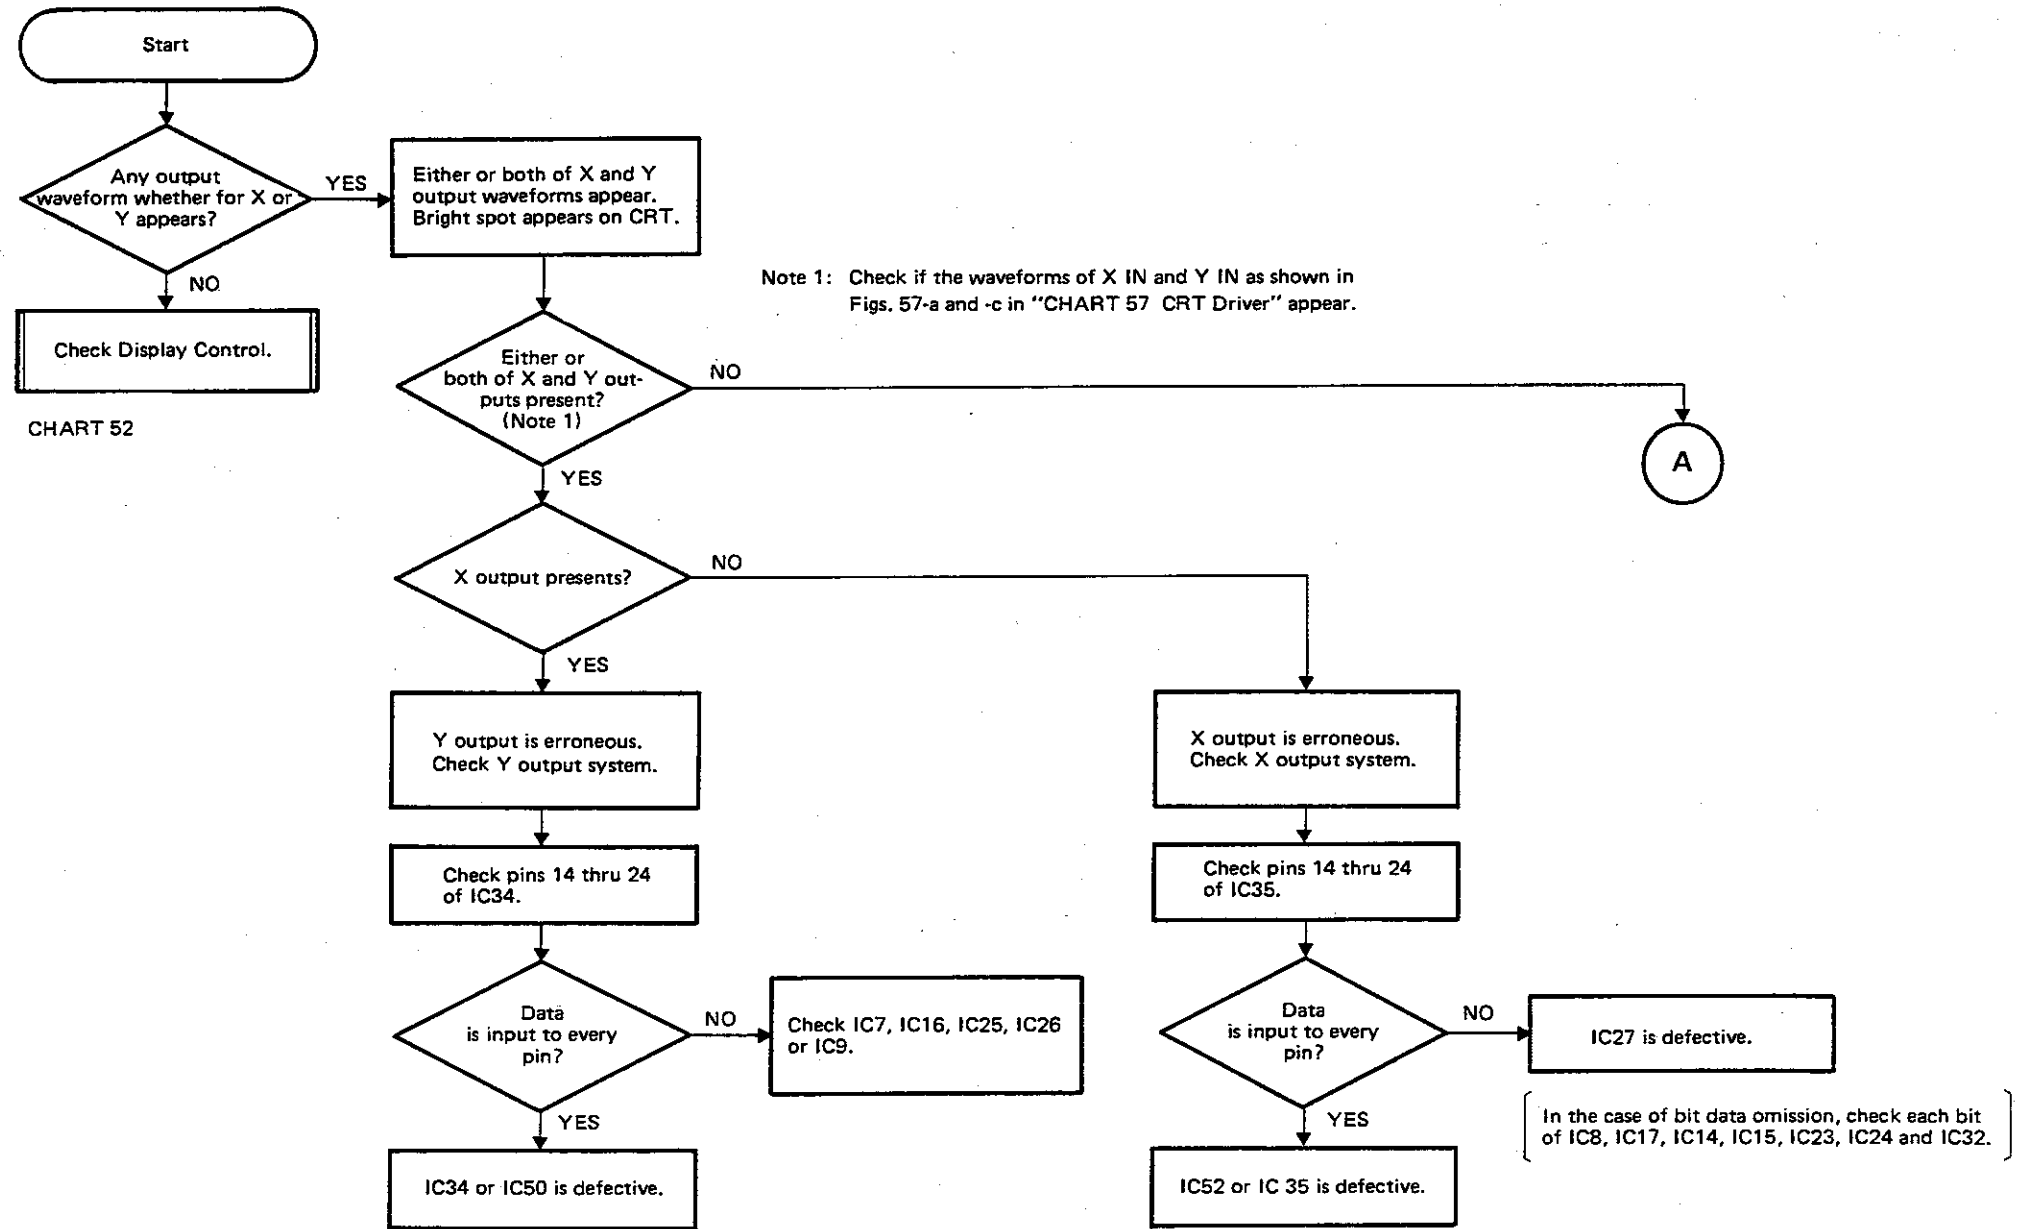 Start
Any output
waveform whether for X or
Y appears?
YES
NO
Check Display Control.
CHART 52
Either or both of X and Y
output waveforms appear.
Bright spot appears on CRT.
Note 1: Check if the waveforms of X IN and Y IN as shown in
Figs. 57-a and -c in "CHART 57 CRT Driver" appear.
Either or
both of X and Y out-
puts present?
(Note 1)
NO
A
YES
X output presents?
NO
YES
Y output is erroneous.
Check Y output system.
Check pins 14 thru 24
of IC34.
Data
is input to every
pin?
NO
Check IC7, IC16, IC25, IC26
or IC9.
YES
IC34 or IC50 is defective.
X output is erroneous.
Check X output system.
Check pins 14 thru 24
of IC35.
Data
is input to every
pin?
NO
IC27 is defective.
In the case of bit data omission, check each bit
of IC8, IC17, IC14, IC15, IC23, IC24 and IC32.
YES
IC52 or IC 35 is defective.